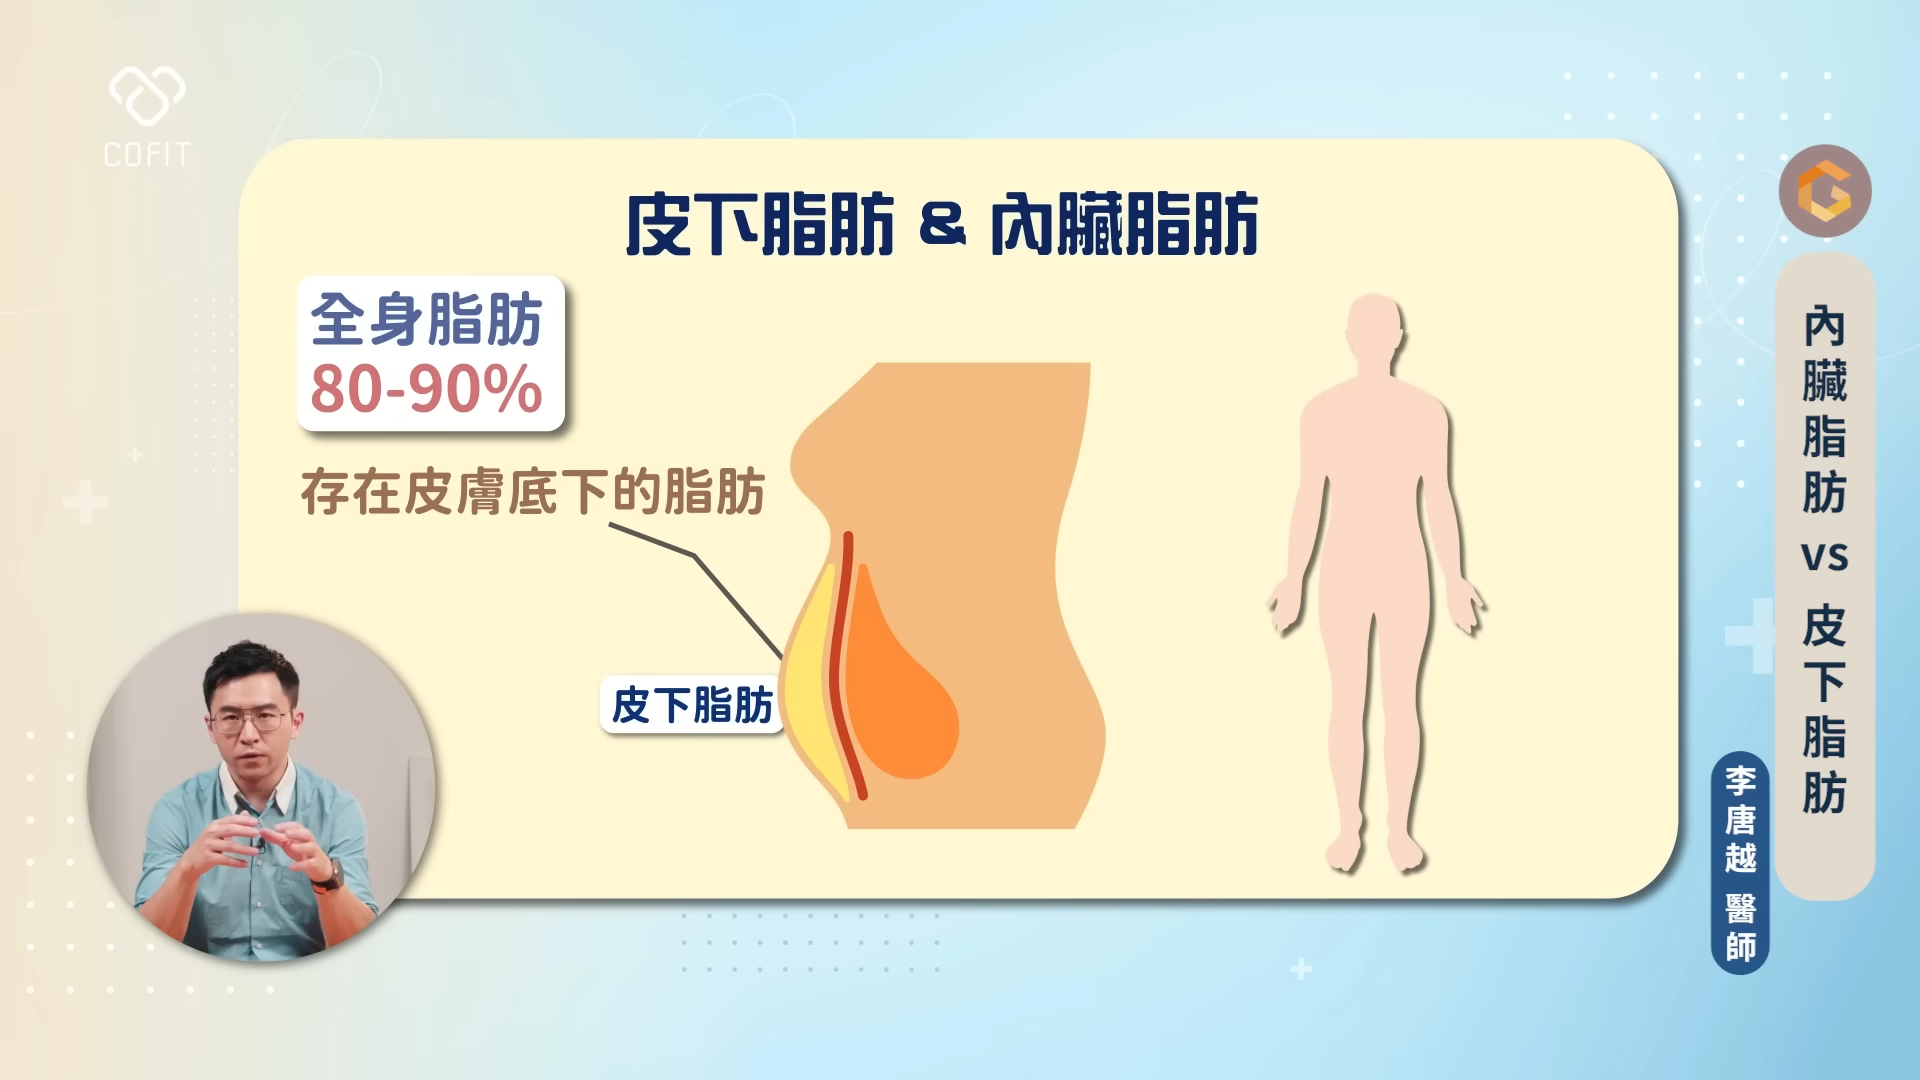 COFIT
皮下脂肪 & 內臟脂肪
全身脂肪
80-90%
存在皮膚底下的脂肪
皮下脂肪
內臟脂肪 VS 皮下脂肪
李唐越 醫師